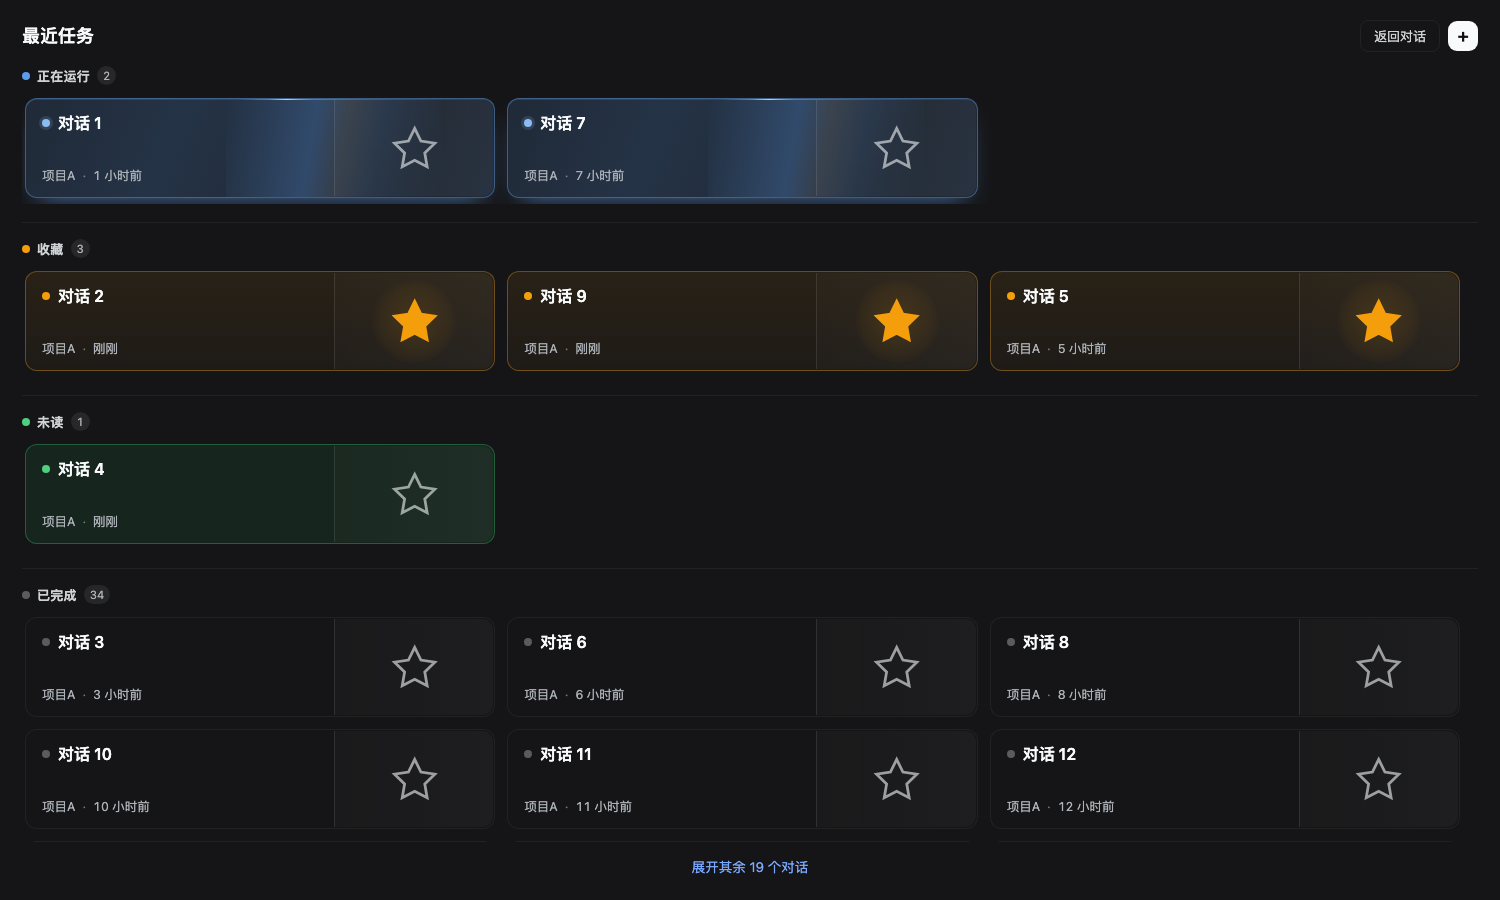 最近任务
返回对话 +
正在运行 2
对话 1
项目A · 1 小时前
对话 7
项目A · 7 小时前
收藏 3
对话 2
项目A · 刚刚
对话 9
项目A · 刚刚
对话 5
项目A · 5 小时前
未读 1
对话 4
项目A · 刚刚
已完成 34
对话 3
项目A · 3 小时前
对话 6
项目A · 6 小时前
对话 8
项目A · 8 小时前
对话 10
项目A · 10 小时前
对话 11
项目A · 11 小时前
对话 12
项目A · 12 小时前
展开其余 19 个对话